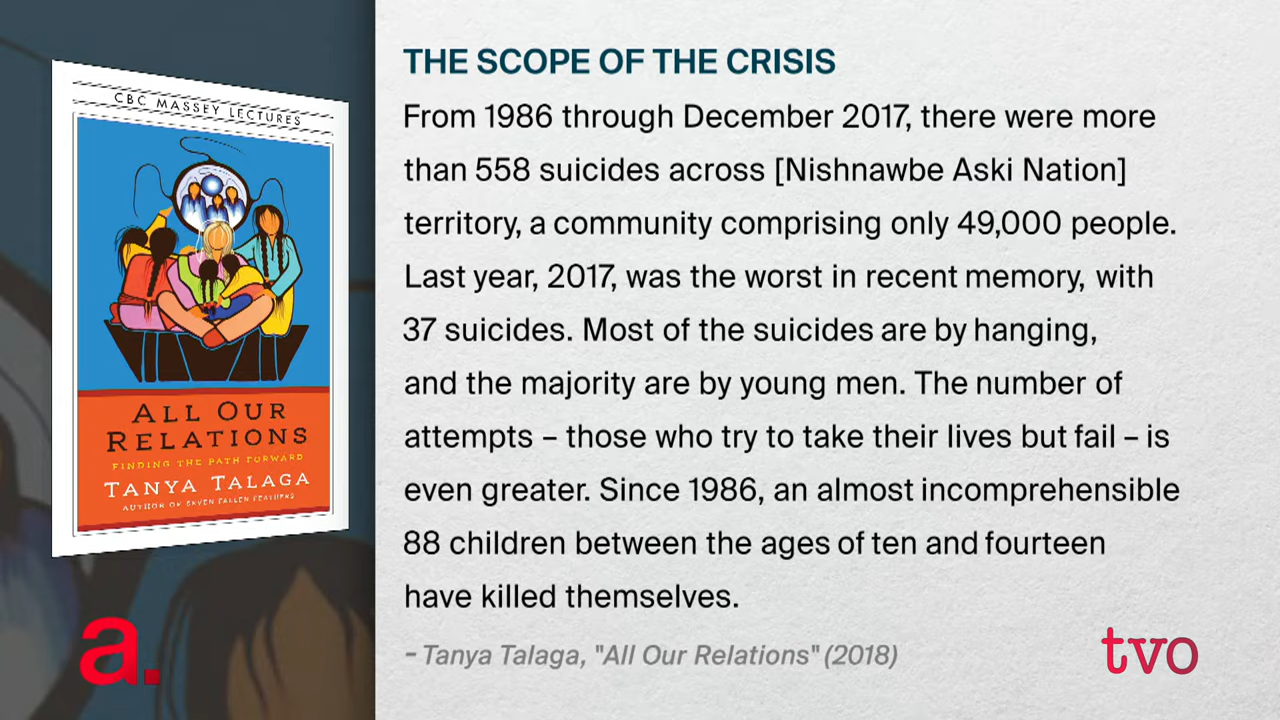 CBC MASSEY LECTURES
ALL OUR
RELATIONS
FINDING THE PATH FORWARD
TANYA TALAGA
AUTHOR OF SEVEN FALLEN FEATHERS
a.
THE SCOPE OF THE CRISIS
From 1986 through December 2017, there were more
than 558 suicides across [Nishnawbe Aski Nation]
territory, a community comprising only 49,000 people.
Last year, 2017, was the worst in recent memory, with
37 suicides. Most of the suicides are by hanging,
and the majority are by young men. The number of
attempts – those who try to take their lives but fail – is
even greater. Since 1986, an almost incomprehensible
88 children between the ages of ten and fourteen
have killed themselves.
– Tanya Talaga, "All Our Relations" (2018)
tvo